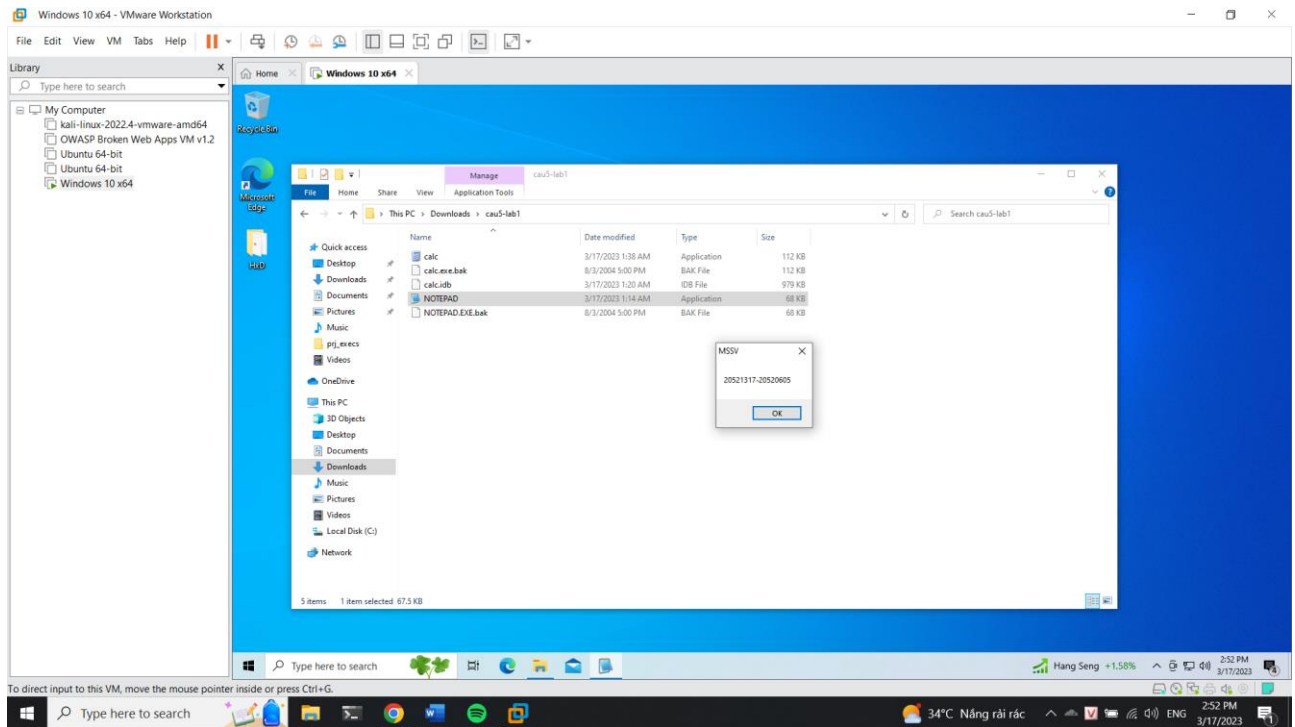 Windows 10 x64 - VMware Workstation
File Edit View VM Tabs Help
Library
Type here to search
My Computer
kali-linux-2022.4-vmware-amd64
OWASP Broken Web Apps VM v1.2
Ubuntu 64-bit
Ubuntu 64-bit
Windows 10 x64
Home
Windows 10 x64
Recycle Bin
Microsoft
Edge
HxD
Manage
cau5-lab1
File Home Share View Application Tools
This PC > Downloads > cau5-lab1
Search cau5-lab1
Quick access
Desktop
Downloads
Documents
Pictures
Music
prj_execs
Videos
OneDrive
This PC
3D Objects
Desktop
Documents
Downloads
Music
Pictures
Videos
Local Disk (C:)
Network
Name Date modified Type Size
calc 3/17/2023 1:38 AM Application 112 KB
calc.exe.bak 8/3/2004 5:00 PM BAK File 112 KB
calc.idb 3/17/2023 1:20 AM IDB File 979 KB
NOTEPAD 3/17/2023 1:14 AM Application 68 KB
NOTEPAD.EXE.bak 8/3/2004 5:00 PM BAK File 68 KB
MSSV
20521317-20520605
OK
5 items 1 item selected 67.5 KB
Type here to search
Hang Seng +1.58%
2:52 PM
3/17/2023
To direct input to this VM, move the mouse pointer inside or press Ctrl+G.
Type here to search
34°C Nắng rải rác
ENG
2:52 PM
3/17/2023